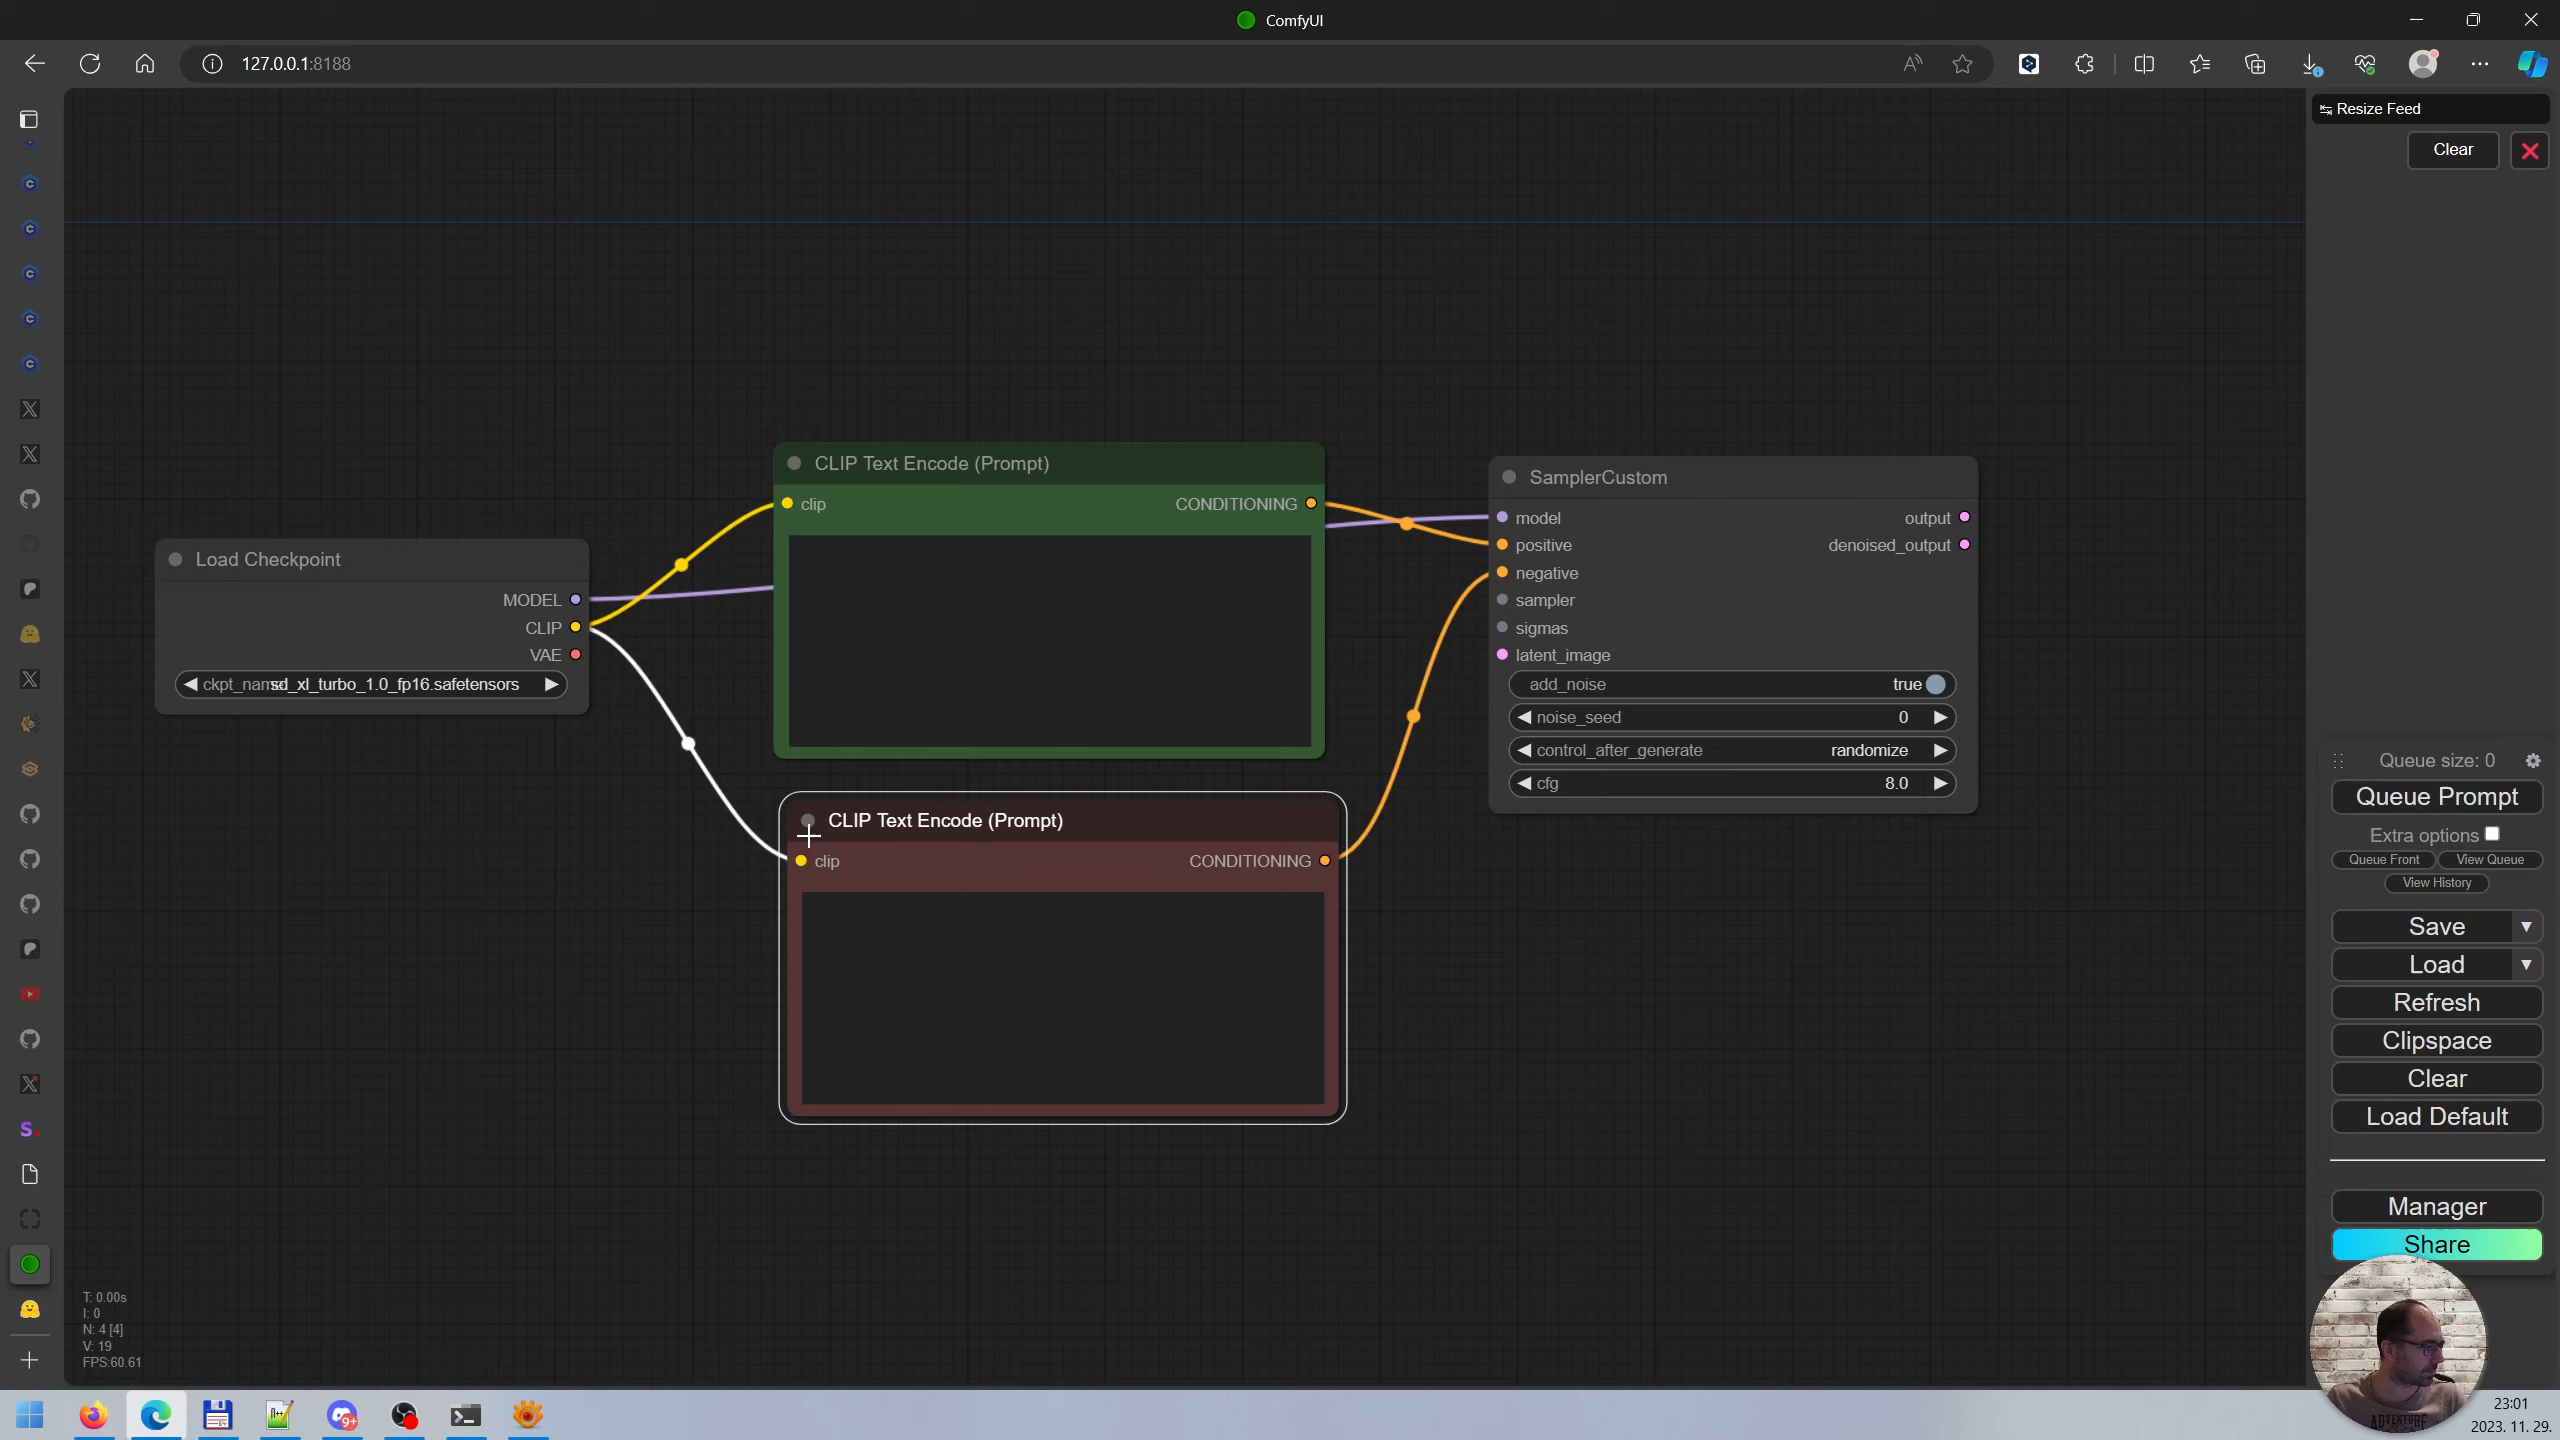 ComfyUI
127.0.0.1:8188
Resize Feed
Clear
CLIP Text Encode (Prompt)
clip
CONDITIONING
SamplerCustom
model
output
positive
denoised_output
negative
sampler
sigmas
latent_image
add_noise
true
noise_seed
0
control_after_generate
randomize
cfg
8.0
Load Checkpoint
MODEL
CLIP
VAE
ckpt_name
sd_xl_turbo_1.0_fp16.safetensors
CLIP Text Encode (Prompt)
clip
CONDITIONING
Queue size: 0
Queue Prompt
Extra options
Queue Front
View Queue
View History
Save
Load
Refresh
Clipspace
Clear
Load Default
Manager
Share
T: 0.00s
I: 0
N: 4 [4]
V: 19
FPS:60.61
9+
ADVENTURE
23:01
2023. 11. 29.